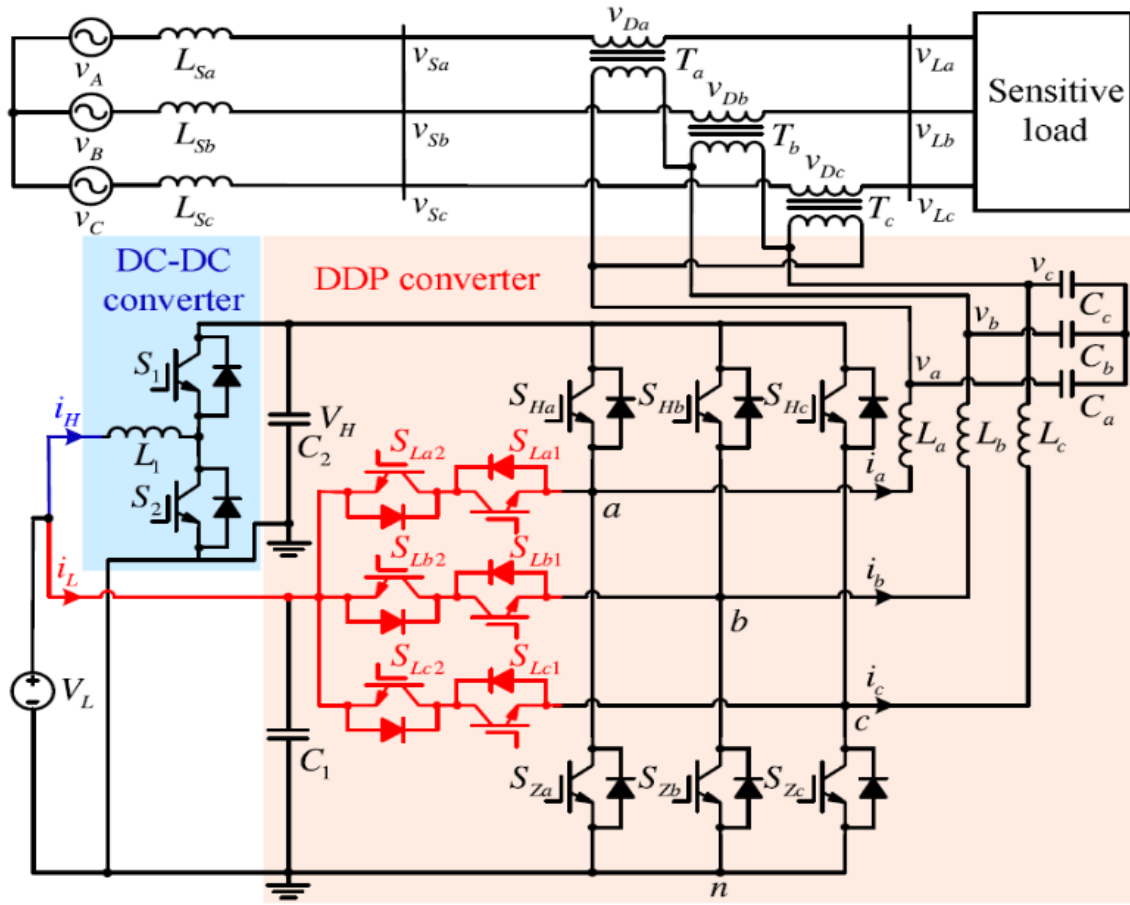 v_Da
v_A
L_Sa
v_Sa
T_a
v_La
v_Db
Sensitive
load
v_B
L_Sb
v_Sb
T_b
v_Lb
v_Dc
v_C
L_Sc
v_Sc
T_c
v_Lc
DC-DC
converter
DDP converter
v_c
C_c
v_b
C_b
v_a
C_a
S_1
S_Ha
S_Hb
S_Hc
i_H
V_H
C_2
L_1
S_La2
S_La1
L_a
L_b
L_c
i_a
a
S_2
S_Lb2
S_Lb1
i_L
i_b
b
S_Lc2
S_Lc1
i_c
c
V_L
C_1
S_Za
S_Zb
S_Zc
n